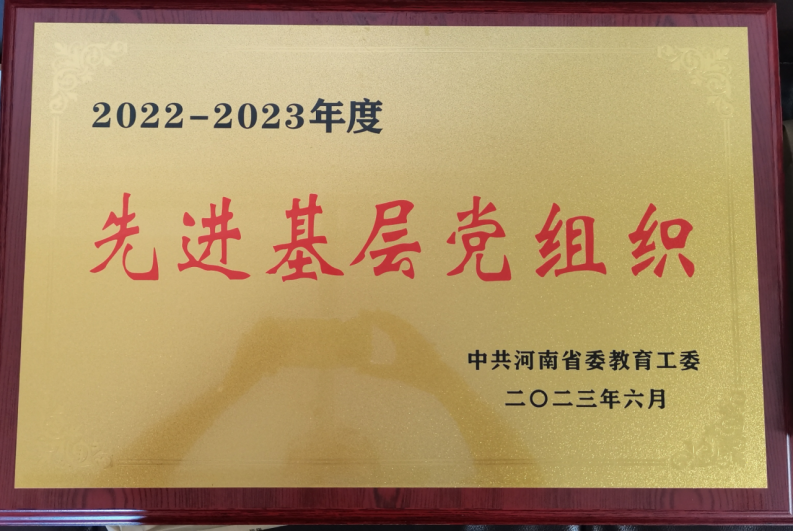 2022-2023年度
先进基层党组织
中共河南省委教育工委
二〇二三年六月